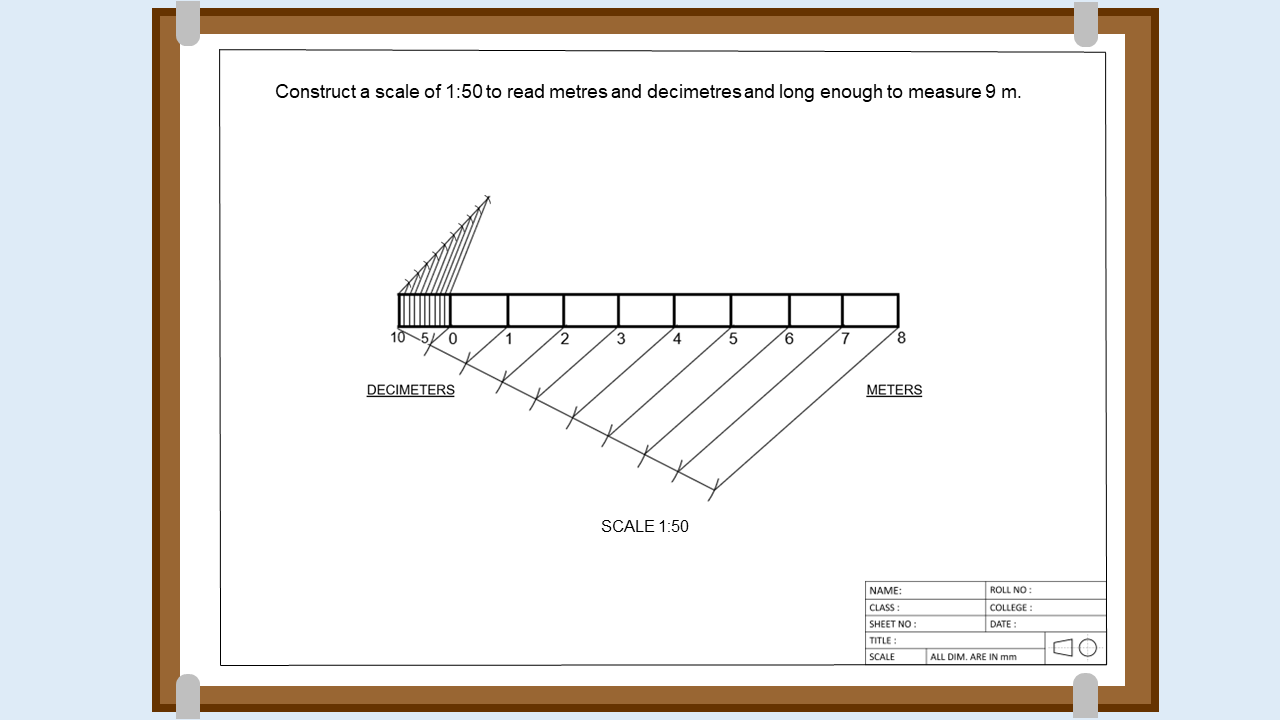 Construct a scale of 1:50 to read metres and decimetres and long enough to measure 9 m.
10 5 0 1 2 3 4 5 6 7 8
DECIMETERS METERS
SCALE 1:50
NAME: ROLL NO :
CLASS : COLLEGE :
SHEET NO : DATE :
TITLE :
SCALE ALL DIM. ARE IN mm